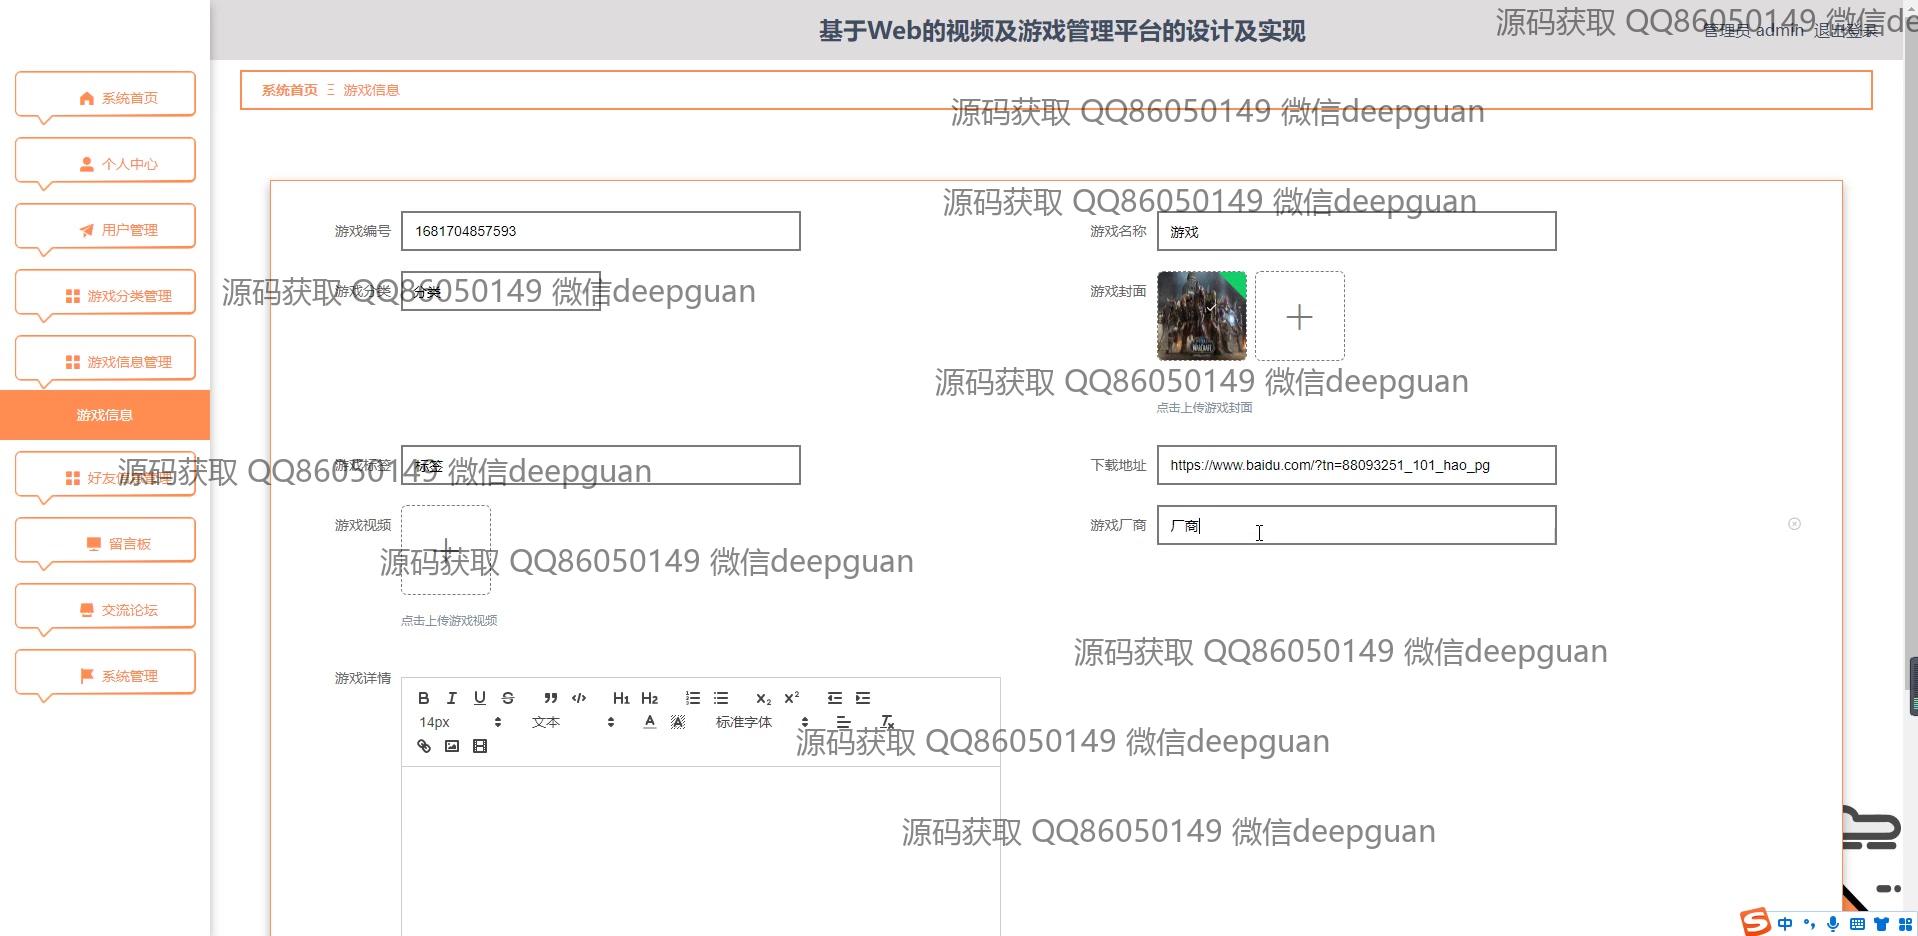 基于Web的视频及游戏管理平台的设计及实现
管理员 admin 退出登录
源码获取 QQ86050149 微信de
系统首页
个人中心
用户管理
游戏分类管理
游戏信息管理
游戏信息
好友信息管理
留言板
交流论坛
系统管理
系统首页 Ξ 游戏信息
源码获取 QQ86050149 微信deepguan
源码获取 QQ86050149 微信deepguan
游戏编号 1681704857593
游戏名称 游戏
源码获取 QQ86050149 微信deepguan
游戏分类 分类
游戏封面
WARCRAFT
源码获取 QQ86050149 微信deepguan
点击上传游戏封面
源码获取 QQ86050149 微信deepguan
游戏标签 标签
下载地址 https://www.baidu.com/?tn=88093251_101_hao_pg
游戏视频
游戏厂商 厂商
源码获取 QQ86050149 微信deepguan
点击上传游戏视频
源码获取 QQ86050149 微信deepguan
游戏详情
B I U S H1 H2 X2 X2
14px 文本 A A 标准字体 Tx
源码获取 QQ86050149 微信deepguan
源码获取 QQ86050149 微信deepguan
S 中